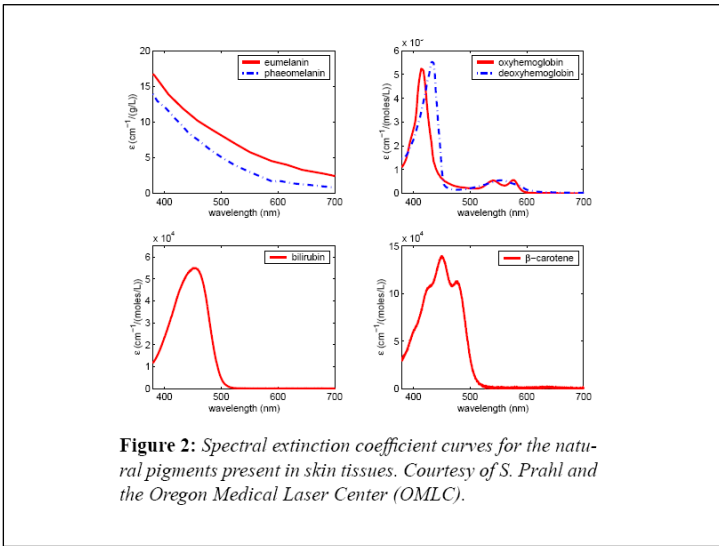 20
15
10
5
0
ε (cm⁻¹/(g/L))
eumelanin
phaeomelanin
400 500 600 700
wavelength (nm)
6
5
4
3
2
1
0
ε (cm⁻¹/(moles/L))
oxyhemoglobin
deoxyhemoglobin
400 500 600 700
wavelength (nm)
x 10⁴
6
5
4
3
2
1
0
ε (cm⁻¹/(moles/L))
bilirubin
400 500 600 700
wavelength (nm)
x 10⁴
15
10
5
0
ε (cm⁻¹/(moles/L))
β−carotene
400 500 600 700
wavelength (nm)
Figure 2: Spectral extinction coefficient curves for the natu-
ral pigments present in skin tissues. Courtesy of S. Prahl and
the Oregon Medical Laser Center (OMLC).